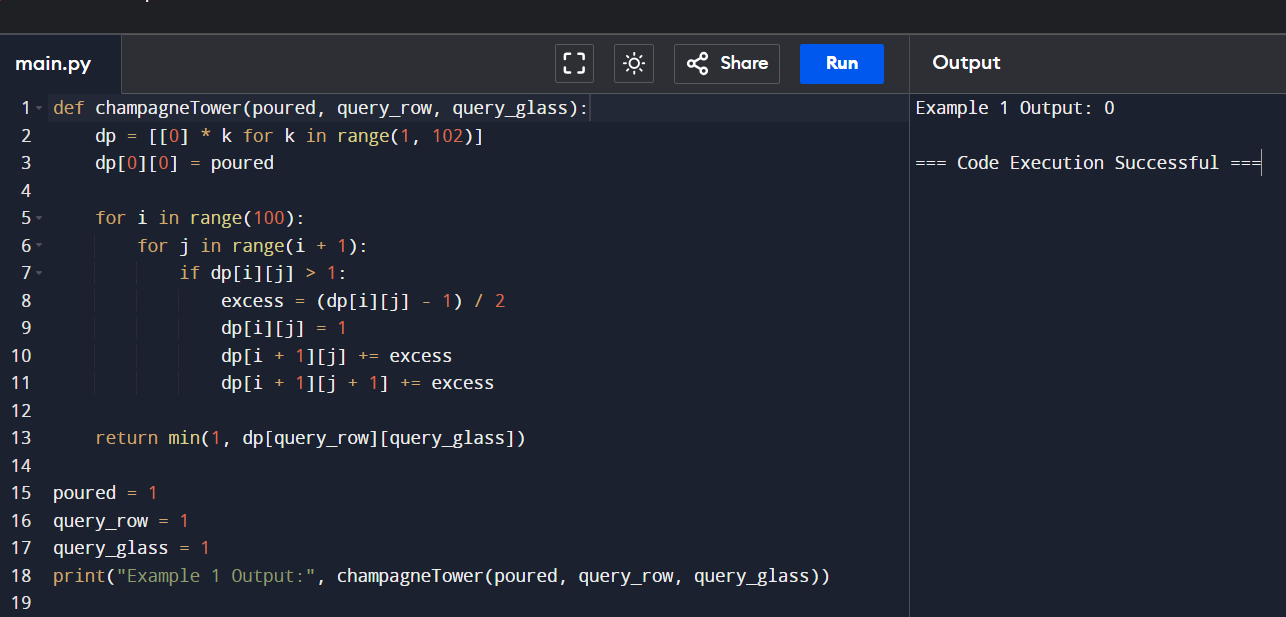 main.py
Share
Run
Output
1 def champagneTower(poured, query_row, query_glass):
2     dp = [[0] * k for k in range(1, 102)]
3     dp[0][0] = poured
4
5     for i in range(100):
6         for j in range(i + 1):
7             if dp[i][j] > 1:
8                 excess = (dp[i][j] - 1) / 2
9                 dp[i][j] = 1
10                 dp[i + 1][j] += excess
11                 dp[i + 1][j + 1] += excess
12
13     return min(1, dp[query_row][query_glass])
14
15 poured = 1
16 query_row = 1
17 query_glass = 1
18 print("Example 1 Output:", champagneTower(poured, query_row, query_glass))
19
Example 1 Output: 0
=== Code Execution Successful ===